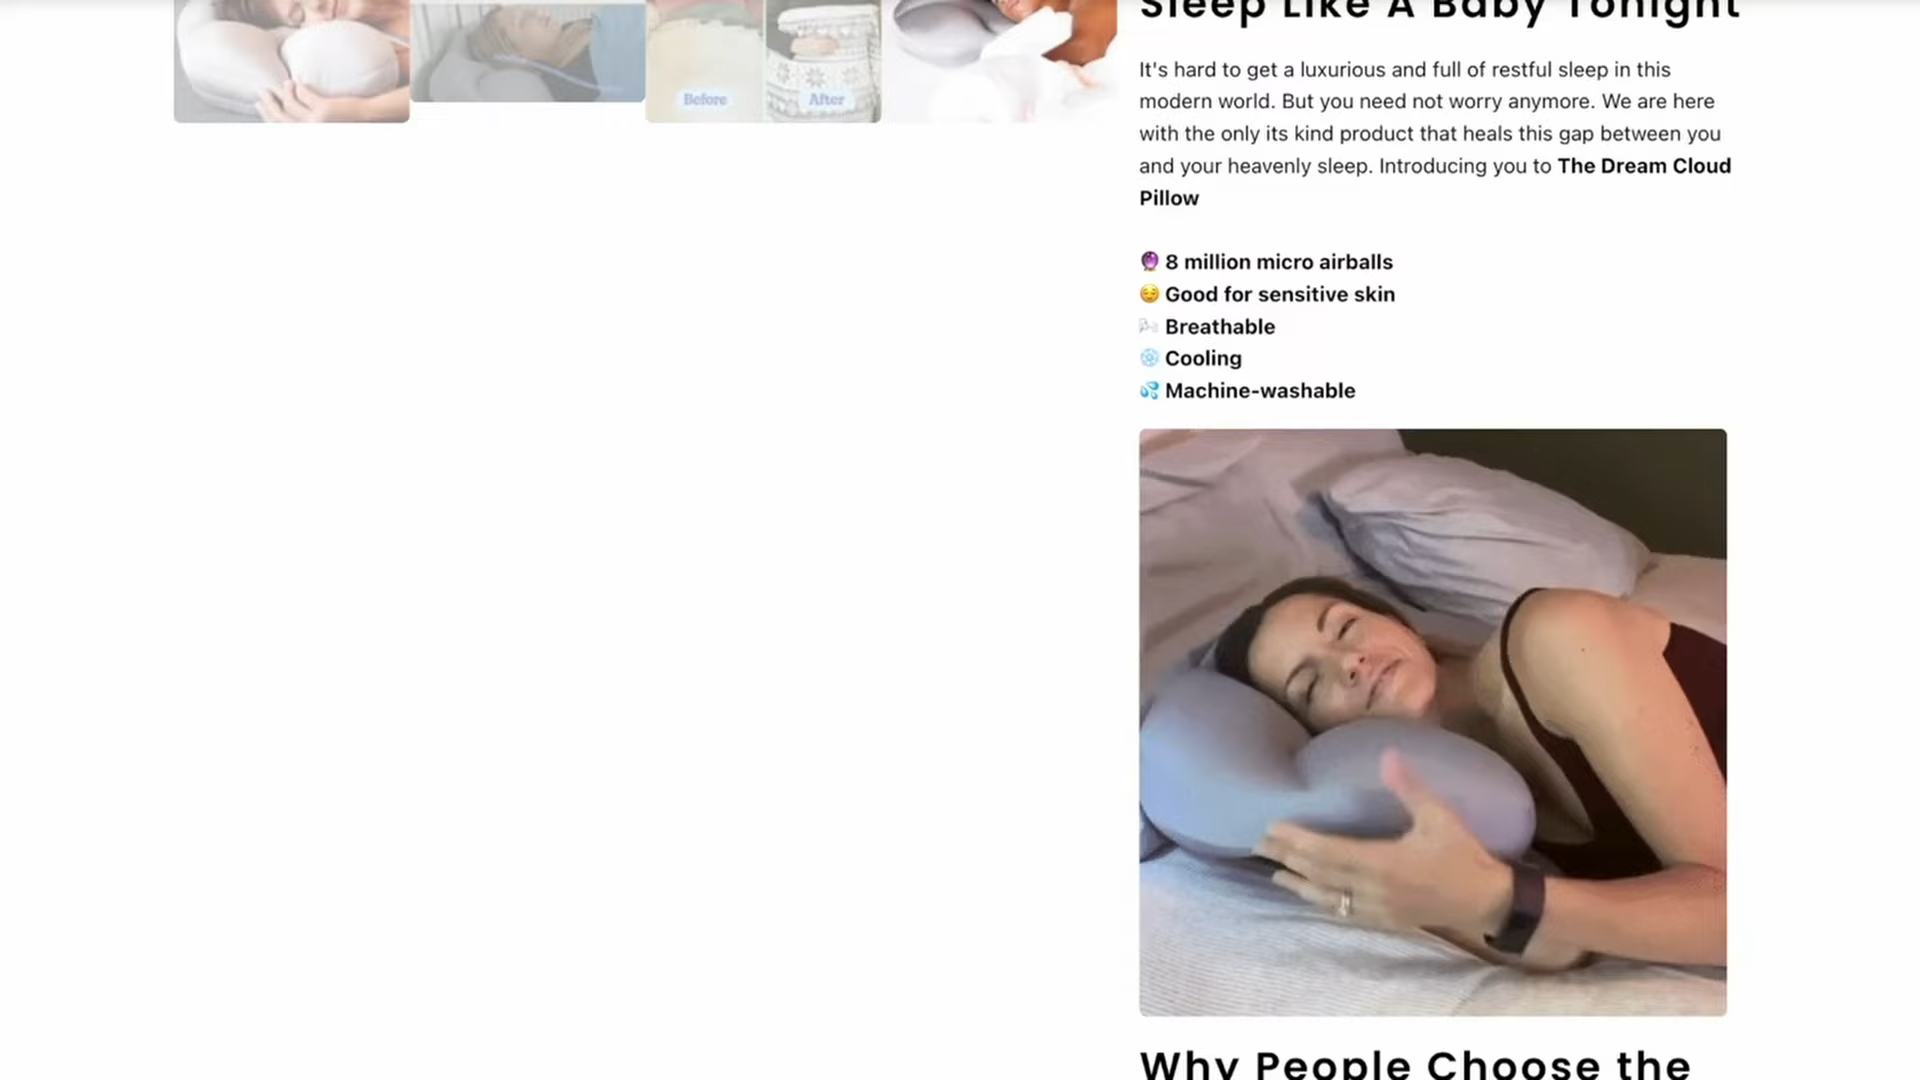 Before
After
Sleep Like A Baby Tonight
It's hard to get a luxurious and full of restful sleep in this
modern world. But you need not worry anymore. We are here
with the only its kind product that heals this gap between you
and your heavenly sleep. Introducing you to The Dream Cloud
Pillow
8 million micro airballs
Good for sensitive skin
Breathable
Cooling
Machine-washable
Why People Choose the